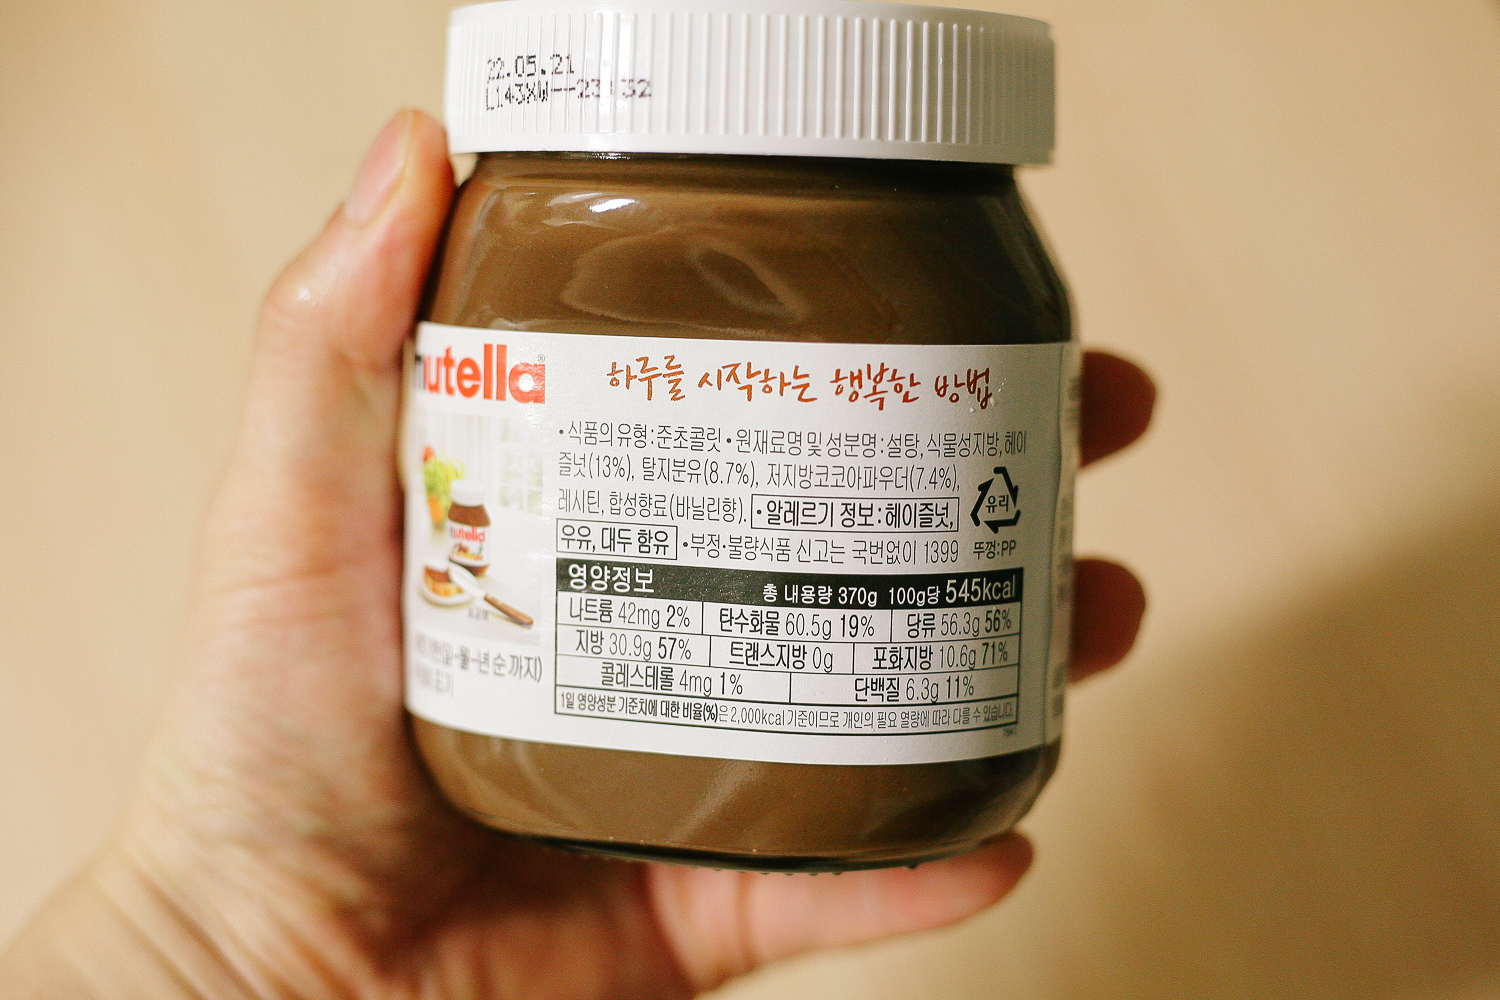 22.05.21
nutella®
하루를 시작하는 행복한 방법
•식품의 유형:준초콜릿 •원재료명 및 성분명:설탕, 식물성지방, 헤이
즐넛(13%), 탈지분유(8.7%), 저지방코코아파우더(7.4%),
레시틴, 합성향료(바닐린향). •알레르기 정보:헤이즐넛,
우유, 대두 함유 •부정·불량식품 신고는 국번없이 1399
유리
뚜껑:PP
영양정보 총 내용량 370g 100g당 545kcal
나트륨 42mg 2% 탄수화물 60.5g 19% 당류 56.3g 56%
지방 30.9g 57% 트랜스지방 0g 포화지방 10.6g 71%
콜레스테롤 4mg 1% 단백질 6.3g 11%
1일 영양성분 기준치에 대한 비율(%)은 2,000kcal 기준이므로 개인의 필요 열량에 따라 다를 수 있습니다.
nutella
-월-년 순 까지)